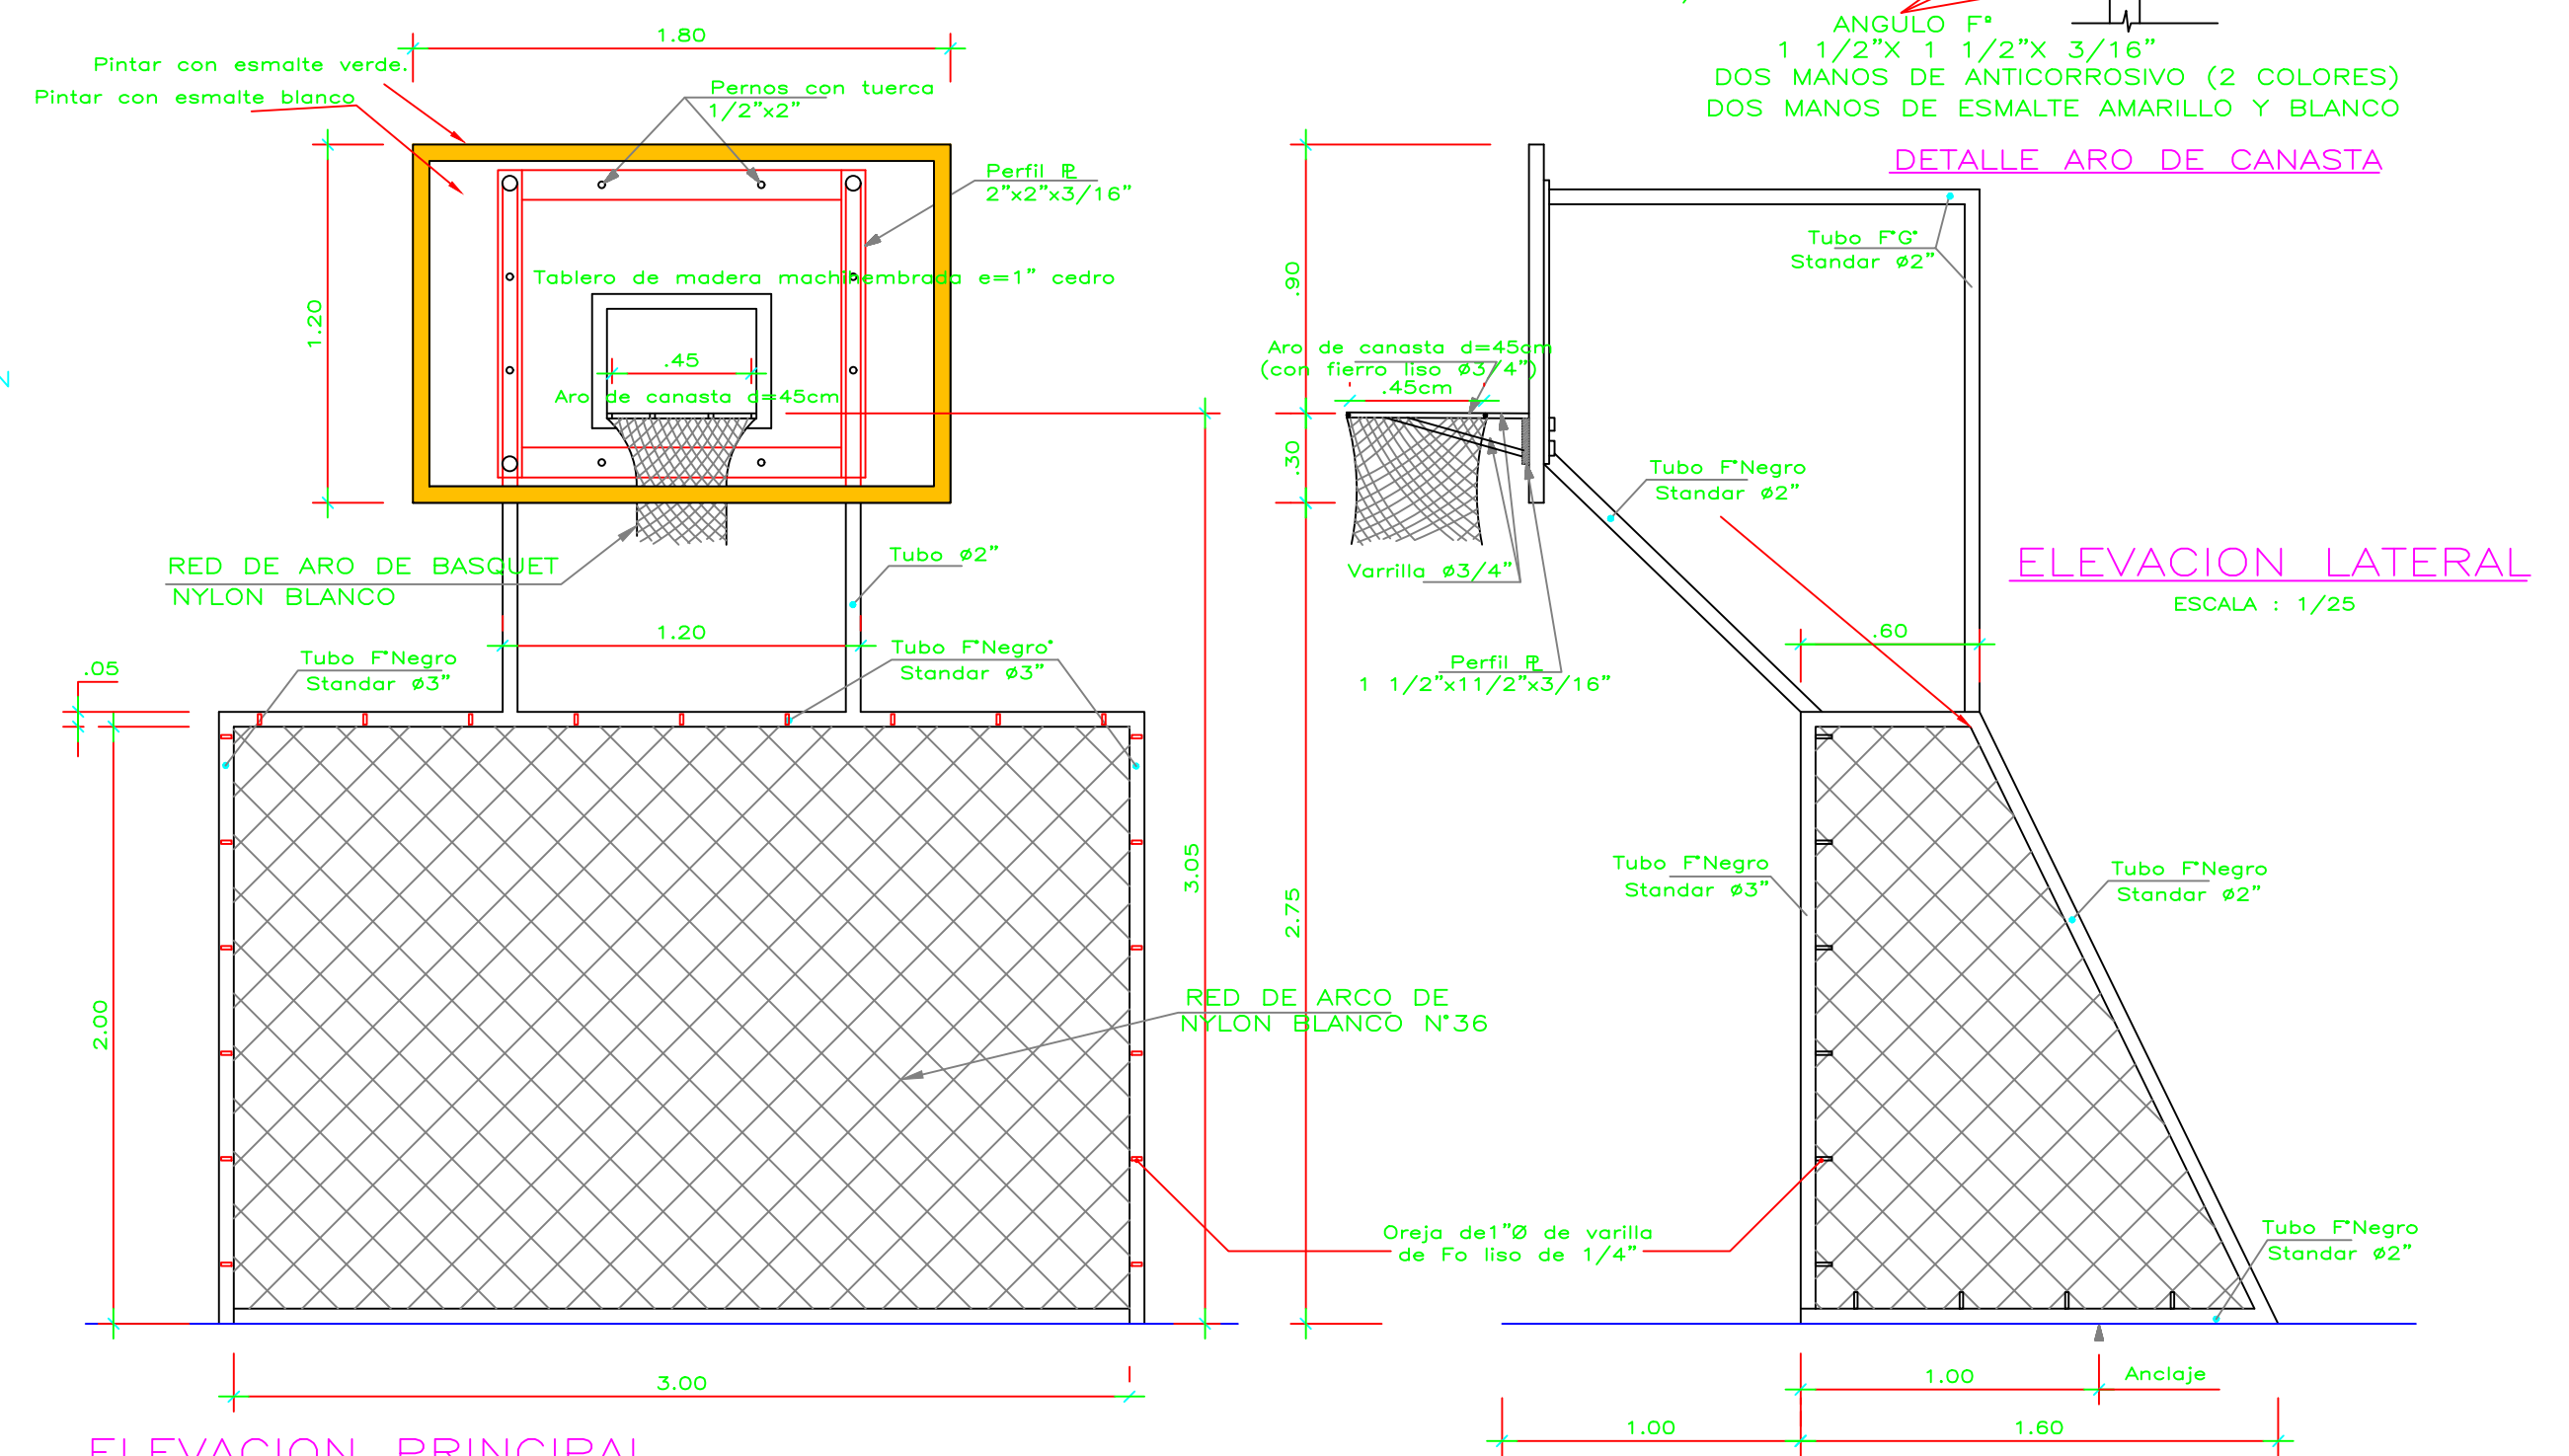 1.80
Pintar con esmalte verde.
Pintar con esmalte blanco
Pernos con tuerca
1/2"x2"
Perfil ⅊
2"x2"x3/16"
Tablero de madera machihembrada e=1" cedro
1.20
.45
Aro de canasta d=45cm
RED DE ARO DE BASQUET
NYLON BLANCO
Tubo ø2"
1.20
Tubo F°Negro
Standar ø3"
Tubo F°Negro°
Standar ø3"
.05
2.00
3.05
RED DE ARCO DE
NYLON BLANCO N°36
3.00
ELEVACION PRINCIPAL
ANGULO F°
1 1/2"X 1 1/2"X 3/16"
DOS MANOS DE ANTICORROSIVO (2 COLORES)
DOS MANOS DE ESMALTE AMARILLO Y BLANCO
DETALLE ARO DE CANASTA
Tubo F°G°
Standar ø2"
.90
Aro de canasta d=45cm
(con fierro liso ø3/4")
.45cm
.30
Tubo F°Negro
Standar ø2"
Varrilla ø3/4"
ELEVACION LATERAL
ESCALA : 1/25
.60
Perfil ⅊
1 1/2"x11/2"x3/16"
2.75
Tubo F°Negro
Standar ø3"
Tubo F°Negro
Standar ø2"
Oreja de1"Ø de varilla
de Fo liso de 1/4"
Tubo F°Negro
Standar ø2"
1.00
Anclaje
1.00
1.60